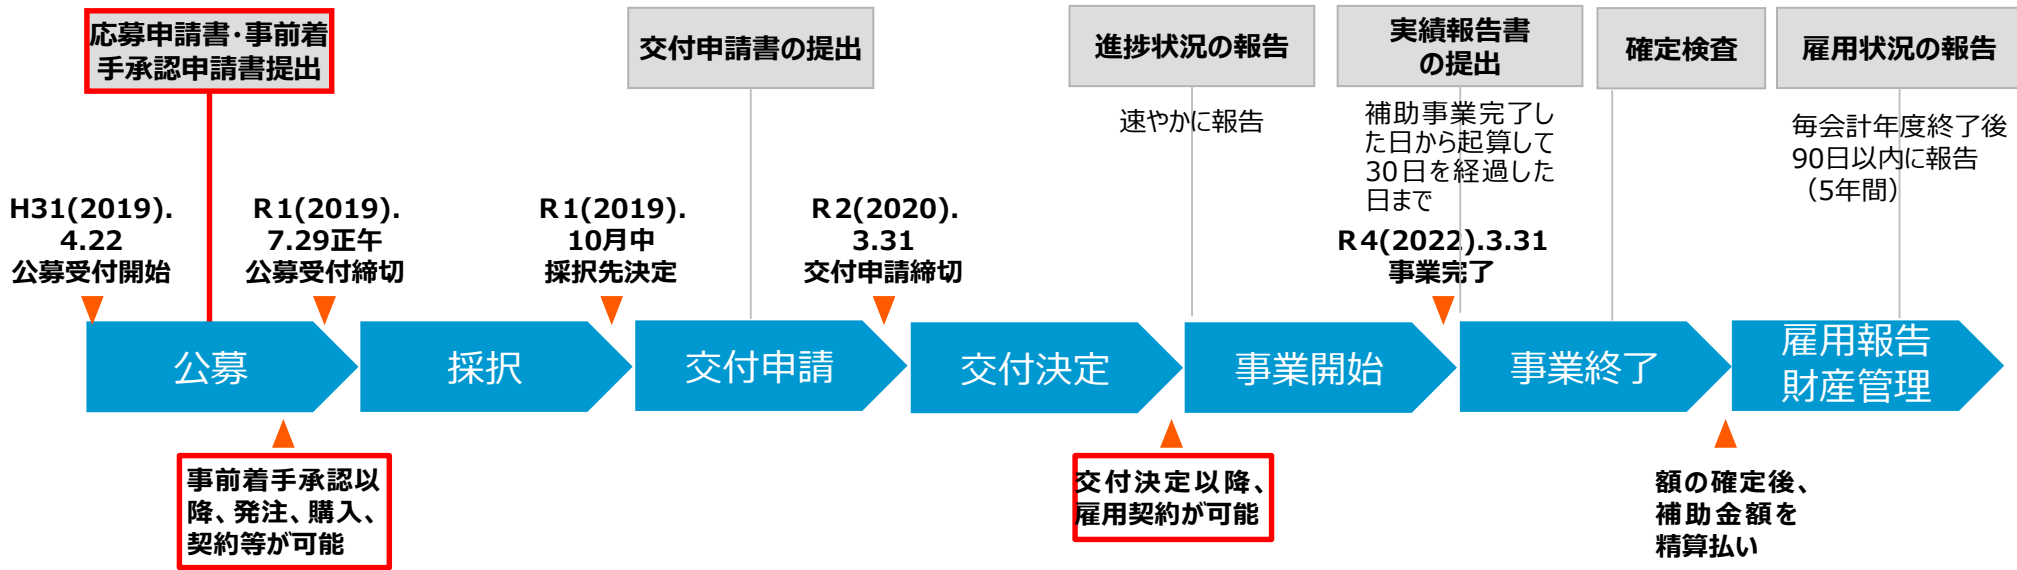 応募申請書・事前着
手承認申請書提出
交付申請書の提出
進捗状況の報告
実績報告書
の提出
確定検査
雇用状況の報告
速やかに報告
補助事業完了し
た日から起算して
30日を経過した
日まで
毎会計年度終了後
90日以内に報告
（5年間）
H31(2019).
4.22
公募受付開始
R1(2019).
7.29正午
公募受付締切
R1(2019).
10月中
採択先決定
R2(2020).
3.31
交付申請締切
R4(2022).3.31
事業完了
公募
採択
交付申請
交付決定
事業開始
事業終了
雇用報告
財産管理
事前着手承認以
降、発注、購入、
契約等が可能
交付決定以降、
雇用契約が可能
額の確定後、
補助金額を
精算払い